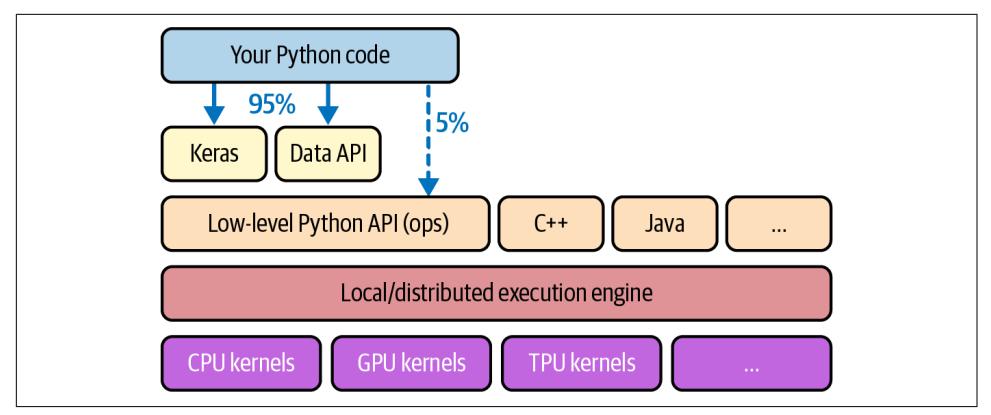 Your Python code
95%
5%
Keras
Data API
Low-level Python API (ops)
C++
Java
...
Local/distributed execution engine
CPU kernels
GPU kernels
TPU kernels
...